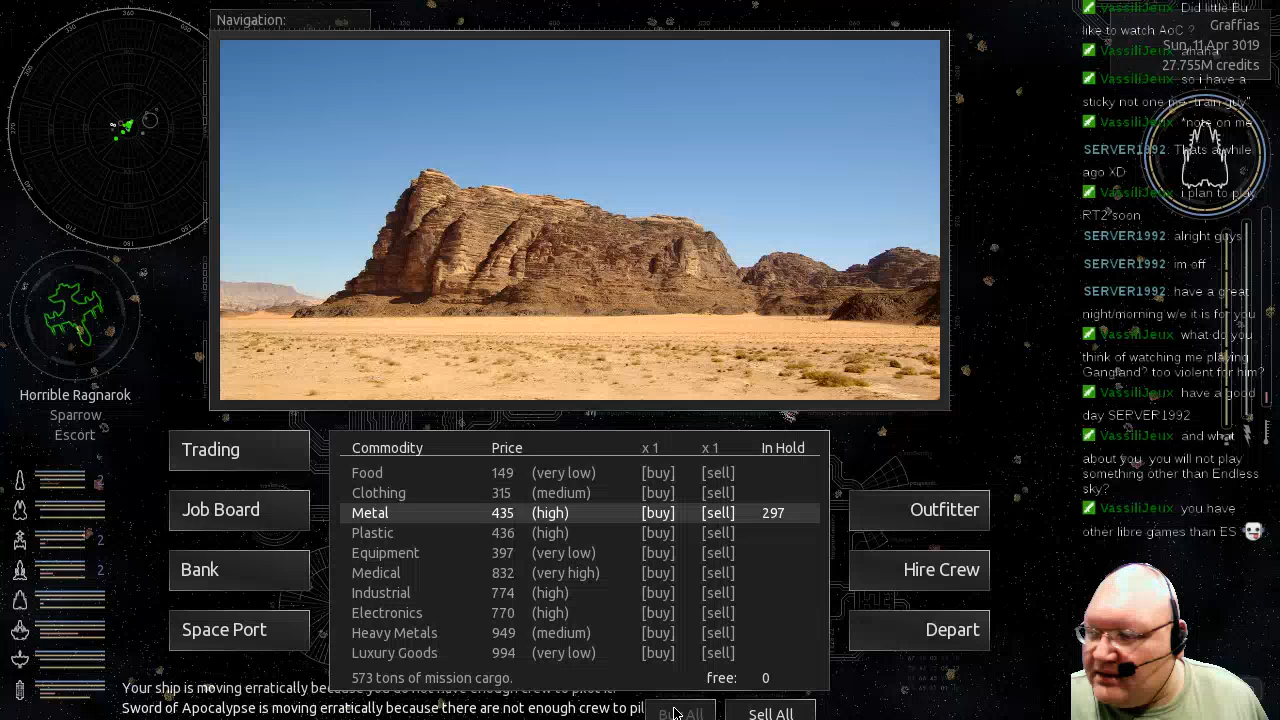 Navigation:
Graffias
Sun, 11 Apr 3019
27.755M credits
Horrible Ragnarok
Sparrow
Escort
2
2
2
Trading
Job Board
Bank
Space Port
Commodity Price x 1 x 1 In Hold
Food 149 (very low) [buy] [sell]
Clothing 315 (medium) [buy] [sell]
Metal 435 (high) [buy] [sell] 297
Plastic 436 (high) [buy] [sell]
Equipment 397 (very low) [buy] [sell]
Medical 832 (very high) [buy] [sell]
Industrial 774 (high) [buy] [sell]
Electronics 770 (high) [buy] [sell]
Heavy Metals 949 (medium) [buy] [sell]
Luxury Goods 994 (very low) [buy] [sell]
573 tons of mission cargo. free: 0
All Sell All
Outfitter
Hire Crew
Depart
Your ship is moving erratically because you do not have enough crew to pilot it.
Sword of Apocalypse is moving erratically because there are not enough crew to pil
VassiliJeux Did little Bu
like to watch AoC ?
VassiliJeux ahaha
VassiliJeux so i have a
sticky not one me "train guy"
VassiliJeux *note on me
SERVER1992: Thats a while
ago XD
VassiliJeux i plan to play
RT2 soon
SERVER1992: alright guys
SERVER1992: im off
SERVER1992: have a great
night/morning w/e it is for you
VassiliJeux what do you
think of watching me playing
Gangland? too violent for him?
VassiliJeux have a good
day SERVER1992
VassiliJeux and what
about you, you will not play
something other than Endless
sky?
VassiliJeux you have
other libre games than ES